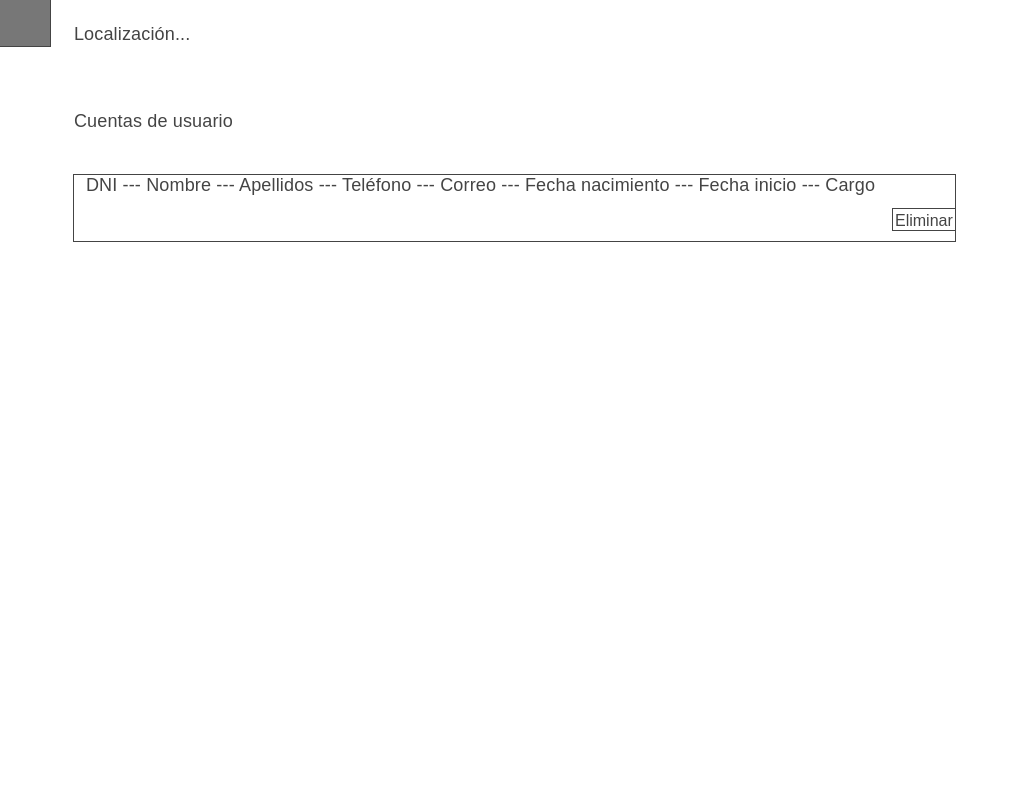 Localización...
Cuentas de usuario
DNI --- Nombre --- Apellidos --- Teléfono --- Correo --- Fecha nacimiento --- Fecha inicio --- Cargo
Eliminar